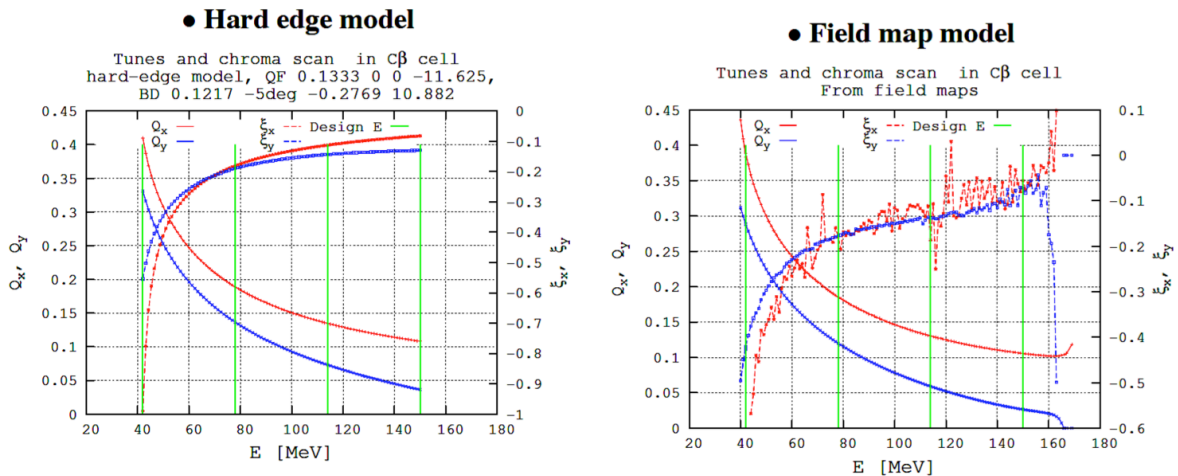 • Hard edge model
Tunes and chroma scan in Cβ cell
hard-edge model, QF 0.1333 0 0 -11.625,
BD 0.1217 -5deg -0.2769 10.882
Qx
Qy
ξx
ξy
Design E
0.45
0.4
0.35
0.3
0.25
0.2
0.15
0.1
0.05
0
0
-0.1
-0.2
-0.3
-0.4
-0.5
-0.6
-0.7
-0.8
-0.9
-1
Qx, Qy
ξx, ξy
20 40 60 80 100 120 140 160 180
E [MeV]
• Field map model
Tunes and chroma scan in Cβ cell
From field maps
Qx
Qy
ξx
ξy
Design E
0.45
0.4
0.35
0.3
0.25
0.2
0.15
0.1
0.05
0
0.1
0
-0.1
-0.2
-0.3
-0.4
-0.5
-0.6
Qx, Qy
ξx, ξy
20 40 60 80 100 120 140 160 180
E [MeV]